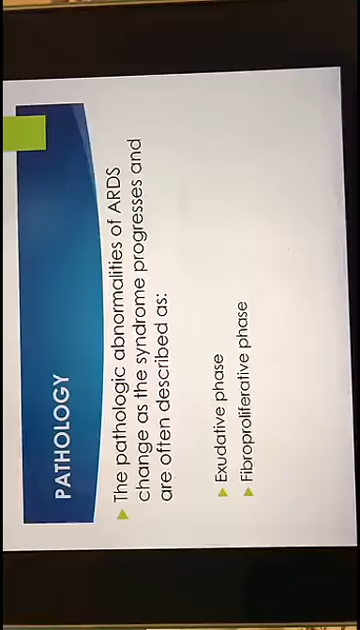 PATHOLOGY
The pathologic abnormalities of ARDS
change as the syndrome progresses and
are often described as:
Exudative phase
Fibroproliferative phase